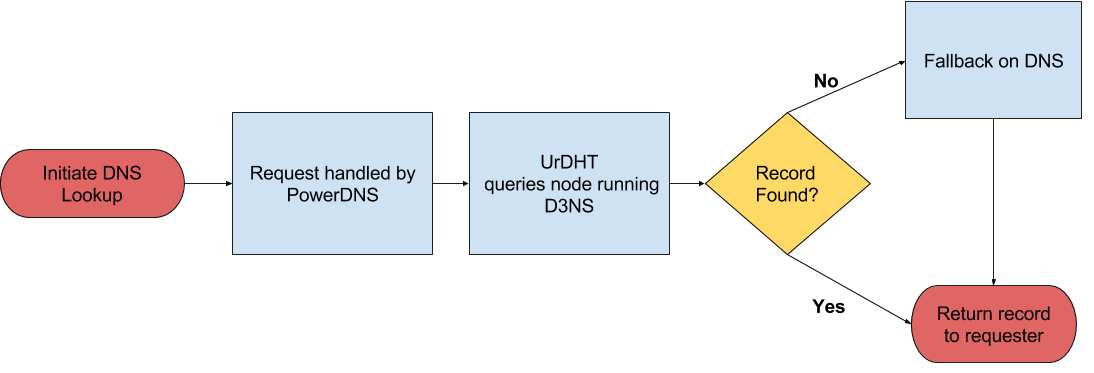 Initiate DNS
Lookup
Request handled by
PowerDNS
UrDHT
queries node running
D3NS
Record
Found?
No
Fallback on DNS
Yes
Return record
to requester